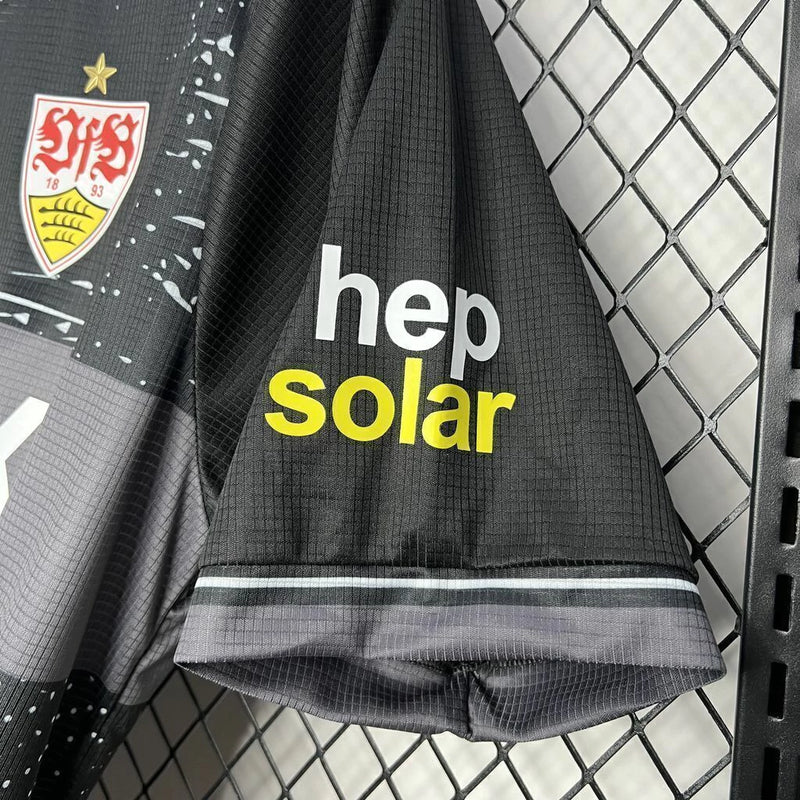 VfB
18 93
hep
solar